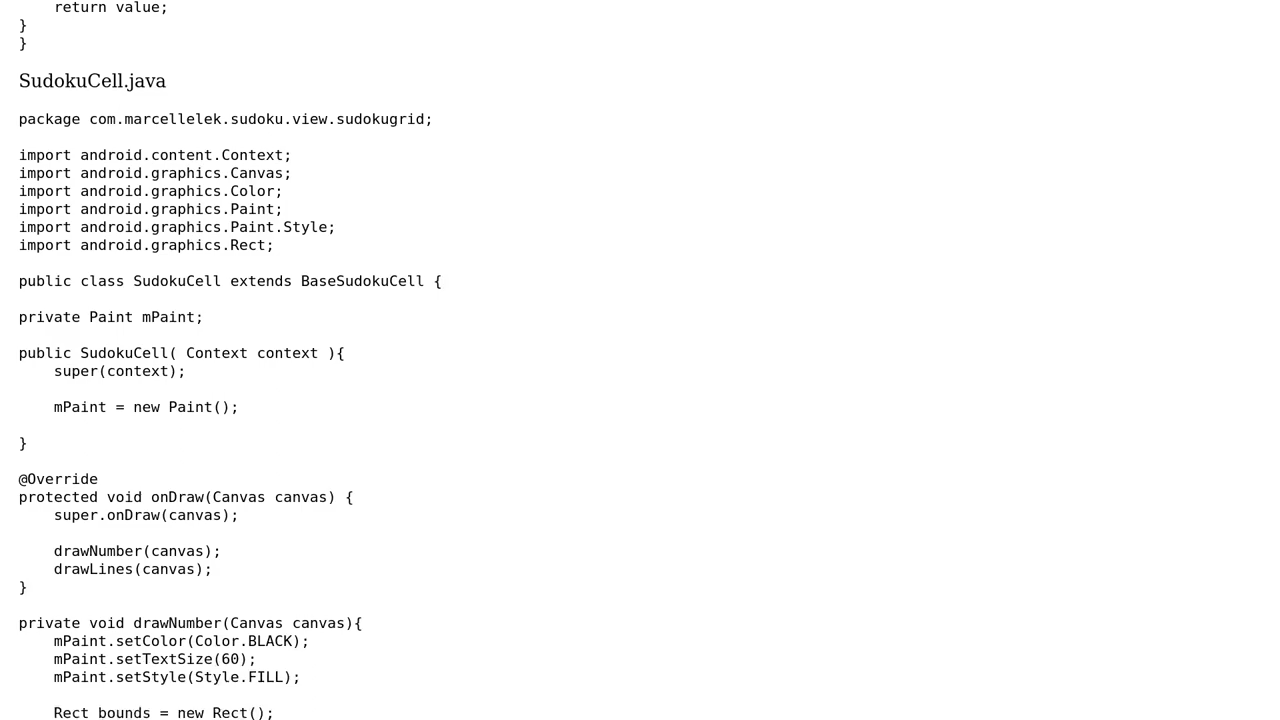 return value;
}
}
SudokuCell.java
package com.marcellelek.sudoku.view.sudokugrid;
import android.content.Context;
import android.graphics.Canvas;
import android.graphics.Color;
import android.graphics.Paint;
import android.graphics.Paint.Style;
import android.graphics.Rect;
public class SudokuCell extends BaseSudokuCell {
private Paint mPaint;
public SudokuCell( Context context ){
    super(context);
    mPaint = new Paint();
}
@Override
protected void onDraw(Canvas canvas) {
    super.onDraw(canvas);
    drawNumber(canvas);
    drawLines(canvas);
}
private void drawNumber(Canvas canvas){
    mPaint.setColor(Color.BLACK);
    mPaint.setTextSize(60);
    mPaint.setStyle(Style.FILL);
    Rect bounds = new Rect();